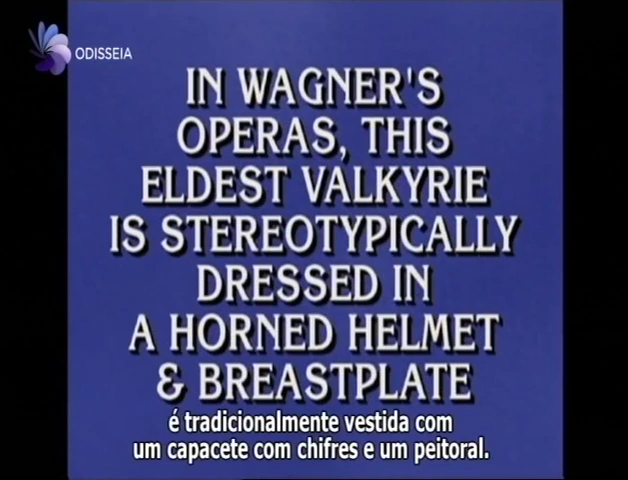 ODISSEIA
IN WAGNER'S
OPERAS, THIS
ELDEST VALKYRIE
IS STEREOTYPICALLY
DRESSED IN
A HORNED HELMET
& BREASTPLATE
é tradicionalmente vestida com
um capacete com chifres e um peitoral.